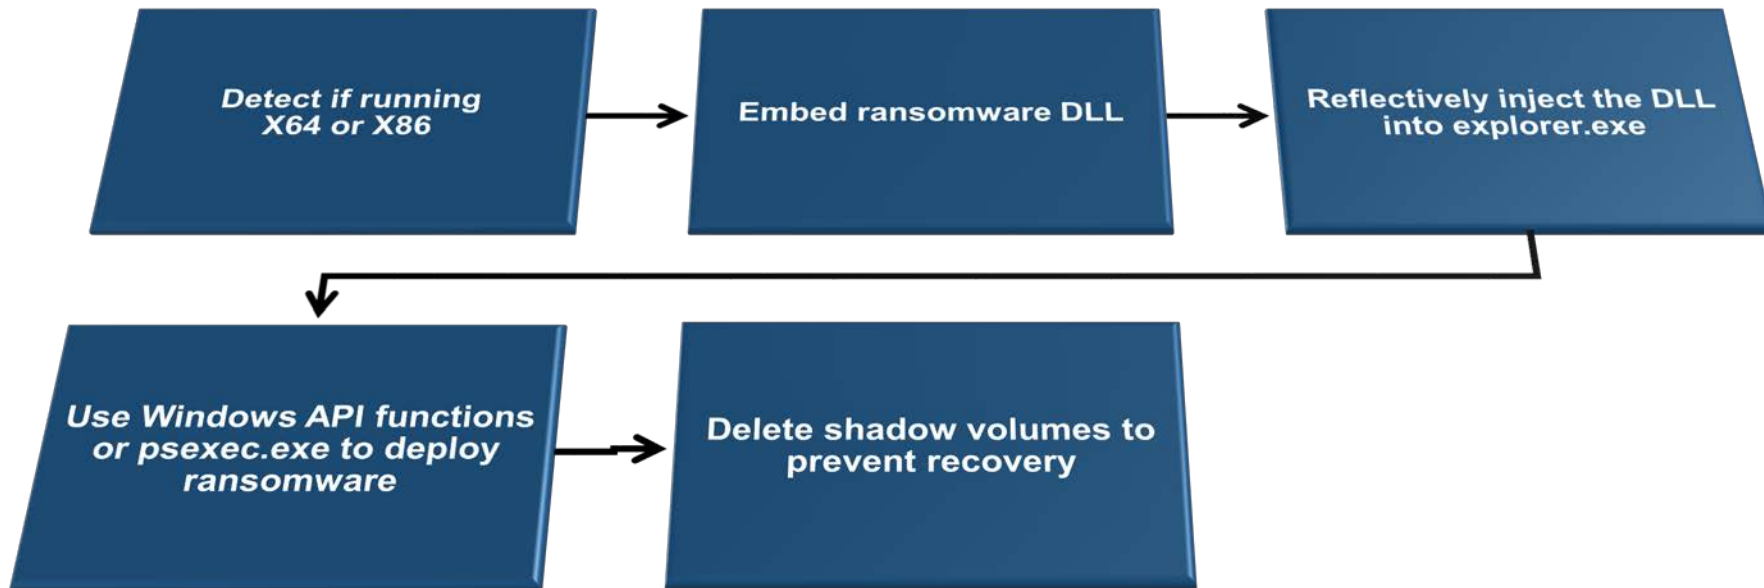 Detect if running
X64 or X86
Embed ransomware DLL
Reflectively inject the DLL
into explorer.exe
Use Windows API functions
or psexec.exe to deploy
ransomware
Delete shadow volumes to
prevent recovery